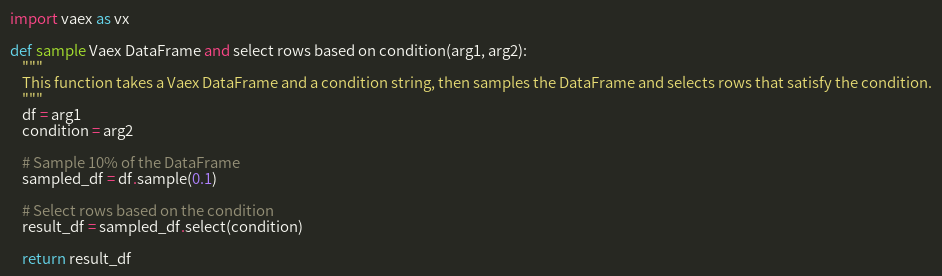 import vaex as vx
def sample Vaex DataFrame and select rows based on condition(arg1, arg2):
"""
This function takes a Vaex DataFrame and a condition string, then samples the DataFrame and selects rows that satisfy the condition.
"""
df = arg1
condition = arg2
# Sample 10% of the DataFrame
sampled_df = df.sample(0.1)
# Select rows based on the condition
result_df = sampled_df.select(condition)
return result_df